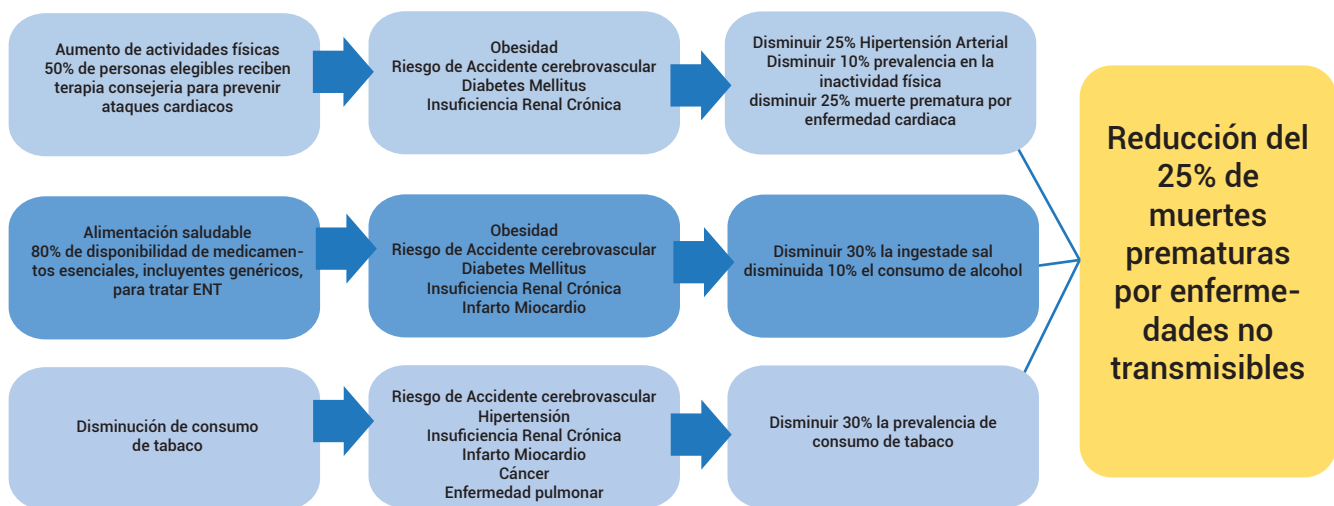 Aumento de actividades físicas
50% de personas elegibles reciben
terapia consejeria para prevenir
ataques cardiacos
Obesidad
Riesgo de Accidente cerebrovascular
Diabetes Mellitus
Insuficiencia Renal Crónica
Disminuir 25% Hipertensión Arterial
Disminuir 10% prevalencia en la
inactividad física
disminuir 25% muerte prematura por
enfermedad cardiaca
Alimentación saludable
80% de disponibilidad de medicamen-
tos esenciales, incluyentes genéricos,
para tratar ENT
Obesidad
Riesgo de Accidente cerebrovascular
Diabetes Mellitus
Insuficiencia Renal Crónica
Infarto Miocardio
Disminuir 30% la ingestade sal
disminuida 10% el consumo de alcohol
Disminución de consumo
de tabaco
Riesgo de Accidente cerebrovascular
Hipertensión
Insuficiencia Renal Crónica
Infarto Miocardio
Cáncer
Enfermedad pulmonar
Disminuir 30% la prevalencia de
consumo de tabaco
Reducción del
25% de
muertes
prematuras
por enferme-
dades no
transmisibles